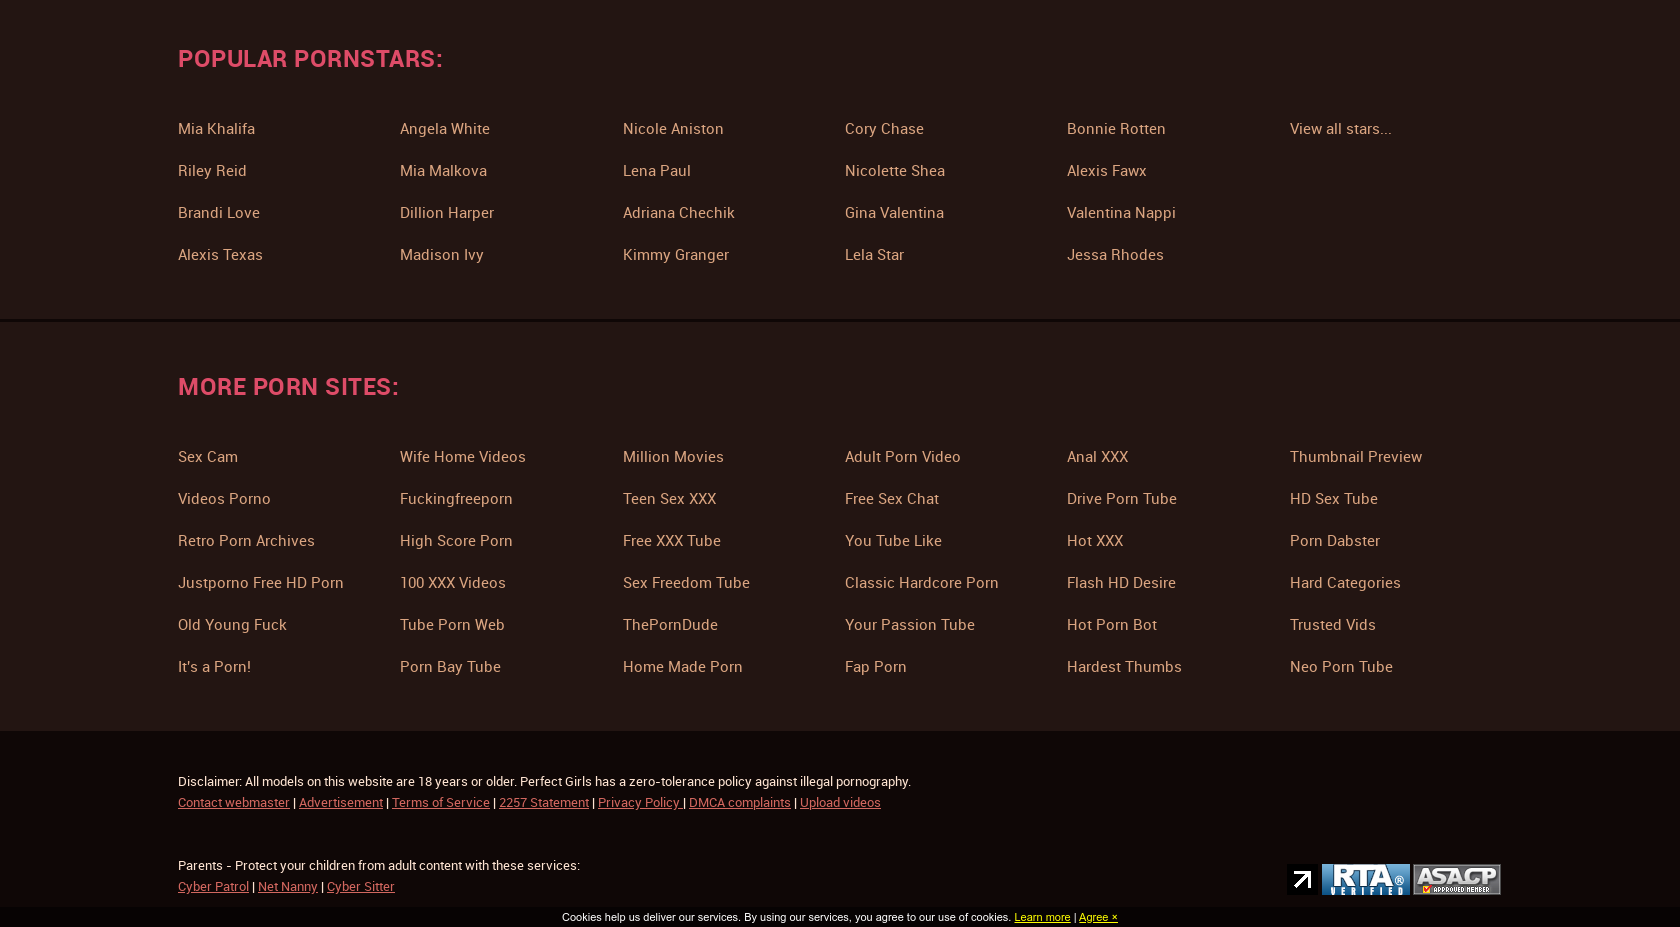 POPULAR PORNSTARS:
Mia Khalifa Angela White Nicole Aniston Cory Chase Bonnie Rotten View all stars...
Riley Reid Mia Malkova Lena Paul Nicolette Shea Alexis Fawx
Brandi Love Dillion Harper Adriana Chechik Gina Valentina Valentina Nappi
Alexis Texas Madison Ivy Kimmy Granger Lela Star Jessa Rhodes
MORE PORN SITES:
Sex Cam Wife Home Videos Million Movies Adult Porn Video Anal XXX Thumbnail Preview
Videos Porno Fuckingfreeporn Teen Sex XXX Free Sex Chat Drive Porn Tube HD Sex Tube
Retro Porn Archives High Score Porn Free XXX Tube You Tube Like Hot XXX Porn Dabster
Justporno Free HD Porn 100 XXX Videos Sex Freedom Tube Classic Hardcore Porn Flash HD Desire Hard Categories
Old Young Fuck Tube Porn Web ThePornDude Your Passion Tube Hot Porn Bot Trusted Vids
It's a Porn! Porn Bay Tube Home Made Porn Fap Porn Hardest Thumbs Neo Porn Tube
Disclaimer: All models on this website are 18 years or older. Perfect Girls has a zero-tolerance policy against illegal pornography.
Contact webmaster | Advertisement | Terms of Service | 2257 Statement | Privacy Policy | DMCA complaints | Upload videos
Parents - Protect your children from adult content with these services:
Cyber Patrol | Net Nanny | Cyber Sitter
RTA® VERIFIED
ASACP APPROVED MEMBER
Cookies help us deliver our services. By using our services, you agree to our use of cookies. Learn more | Agree ×